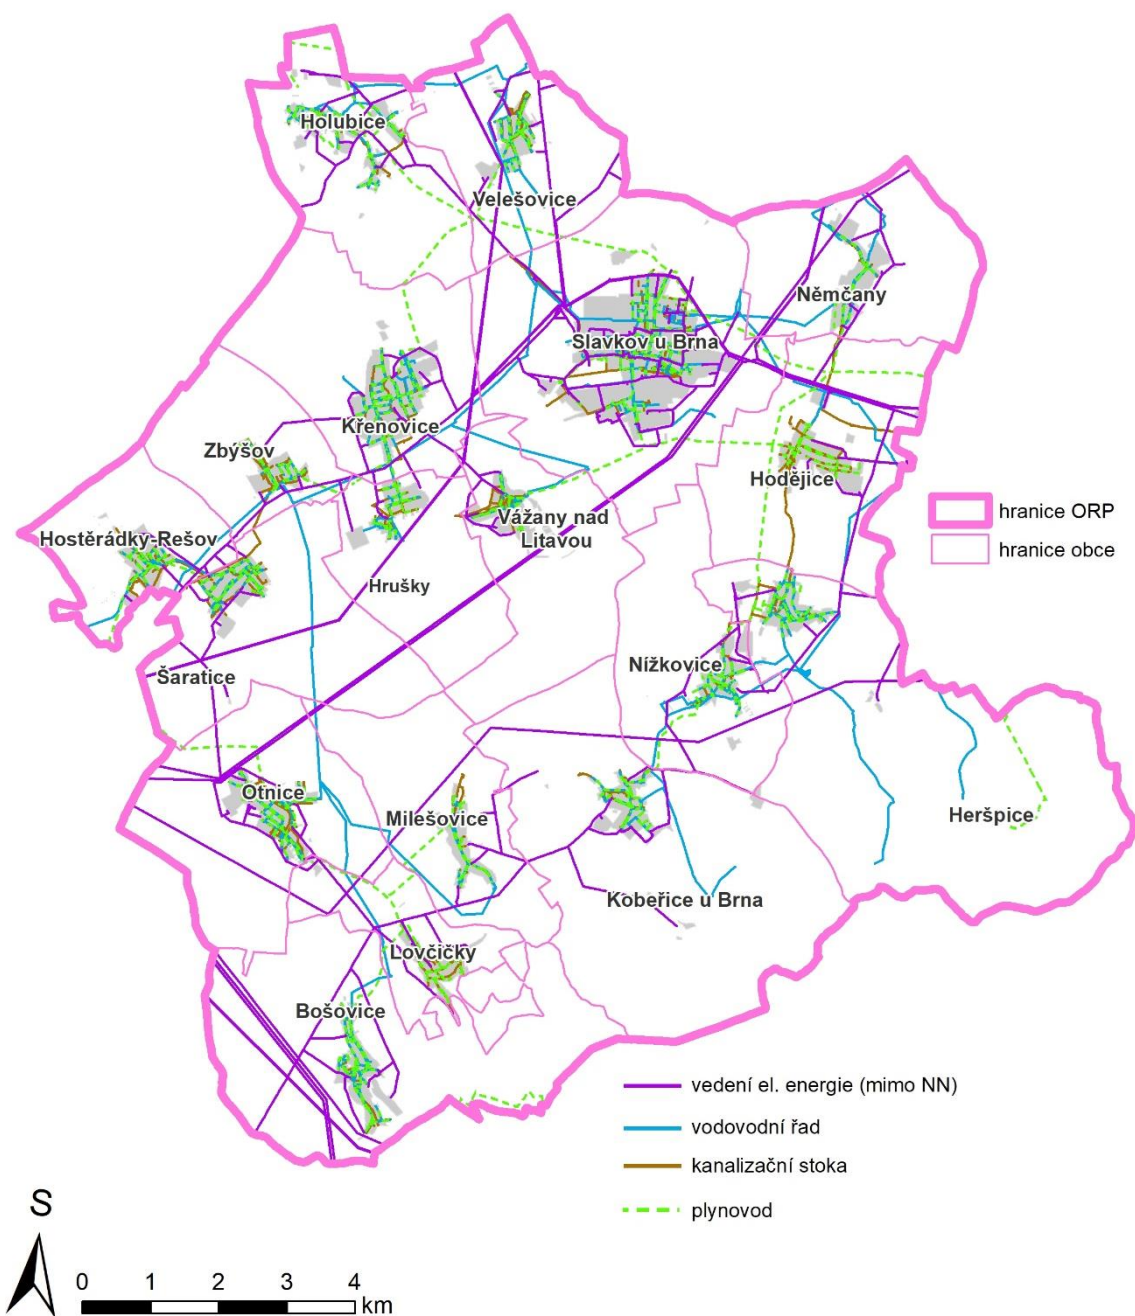 Holubice
Velešovice
Němčany
Slavkov u Brna
Křenovice
Zbýšov
Hodějice
Vážany nad
Litavou
Hostěrádky-Rešov
Hrušky
Šaratice
Nížkovice
Otnice
Milešovice
Heršpice
Kobeřice u Brna
Lovčičky
Bošovice
hranice ORP
hranice obce
vedení el. energie (mimo NN)
vodovodní řad
kanalizační stoka
plynovod
S
0 1 2 3 4
km